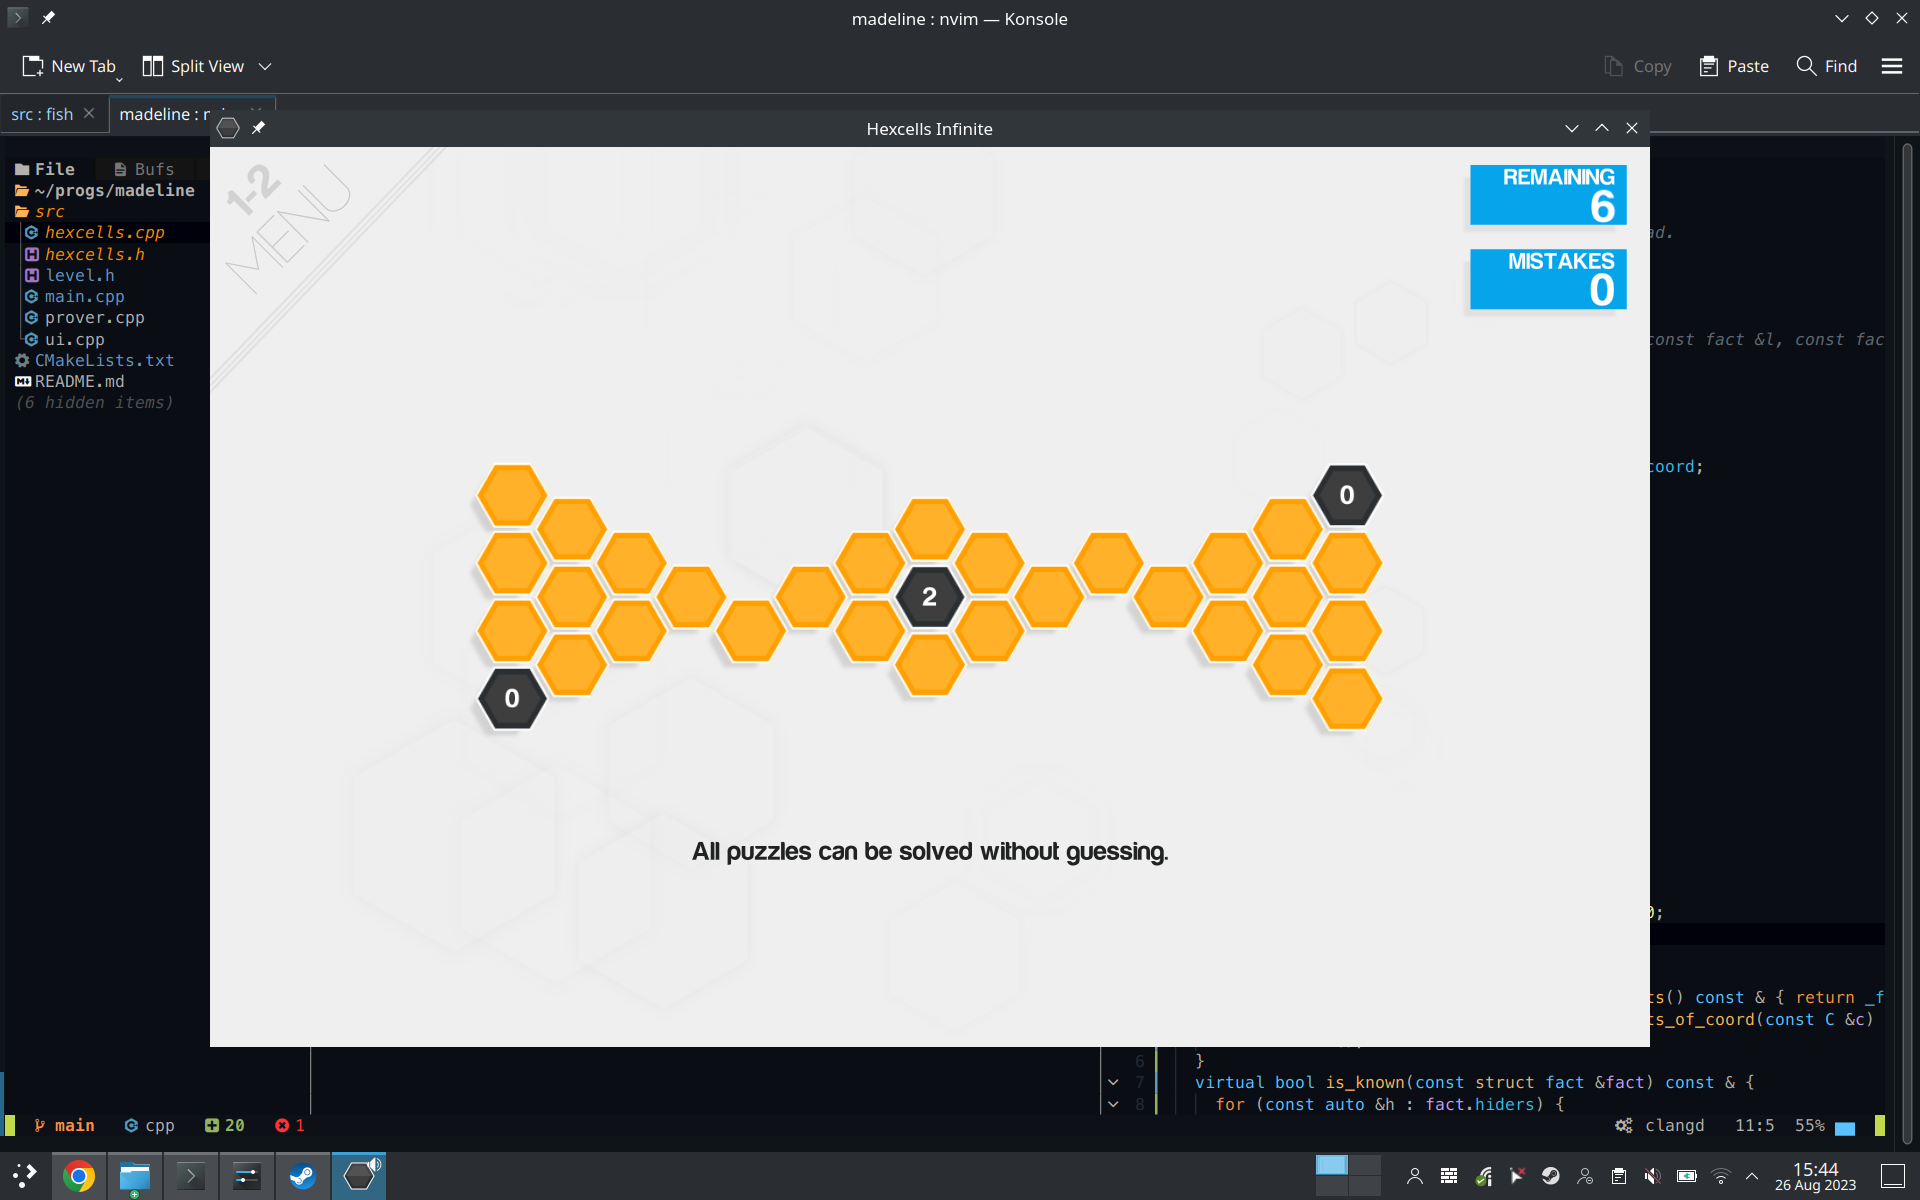 madeline : nvim — Konsole
New Tab
Split View
Copy
Paste
Find
src : fish
madeline :
Hexcells Infinite
File
Bufs
~/progs/madeline
src
hexcells.cpp
hexcells.h
level.h
main.cpp
prover.cpp
ui.cpp
CMakeLists.txt
README.md
(6 hidden items)
1-2
MENU
REMAINING
6
MISTAKES
0
0
2
0
All puzzles can be solved without guessing.
const fact &l, const fac
coord;
() const & { return _f
_of_coord(const C &c)
6 }
7 virtual bool is_known(const struct fact &fact) const & {
8 for (const auto &h : fact.hiders) {
main
cpp
20
1
clangd
11:5
55%
15:44
26 Aug 2023